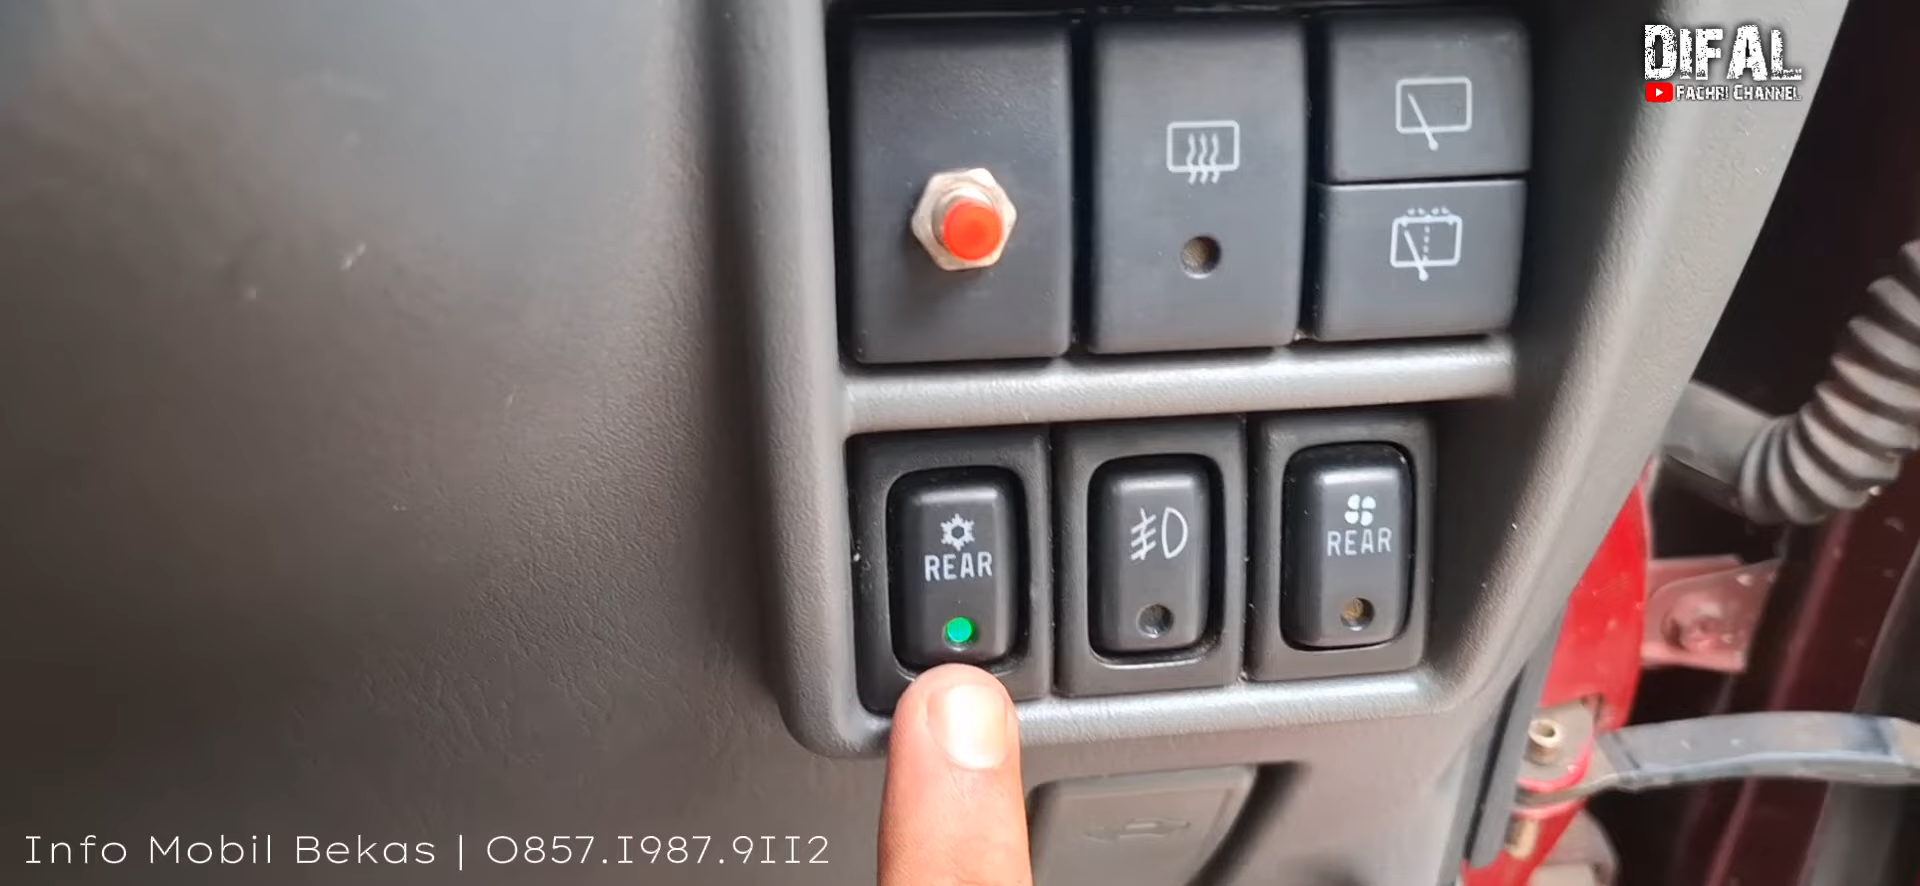 DIFAL
FACHRI CHANNEL
REAR
REAR
Info Mobil Bekas | 0857.1987.9112